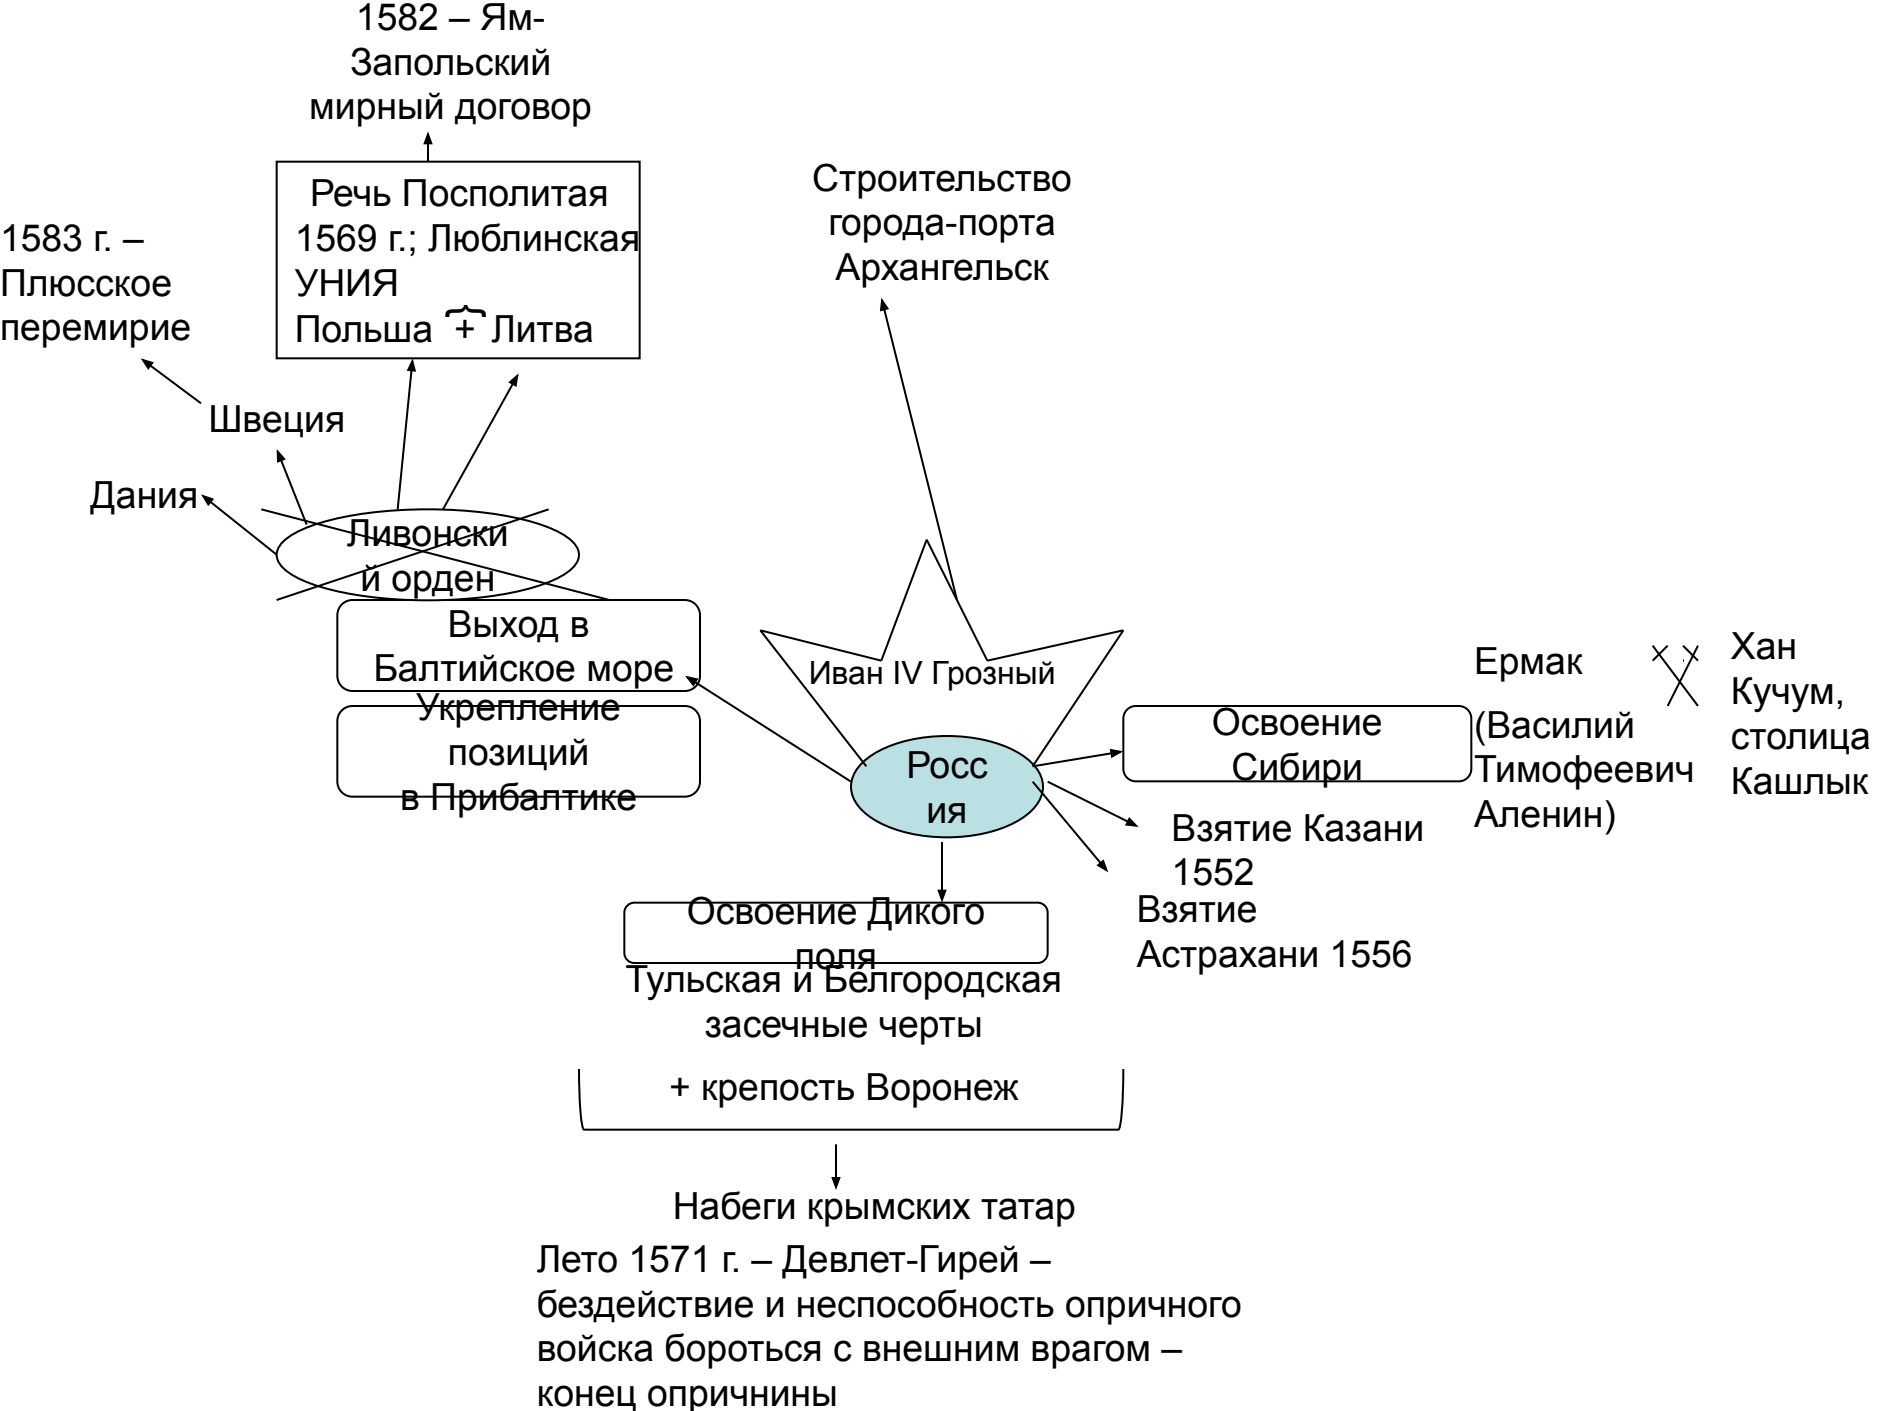 1582 – Ям-
Запольский
мирный договор
Речь Посполитая
1569 г.; Люблинская
УНИЯ
Польша + Литва
1583 г. –
Плюсское
перемирие
Швеция
Дания
Ливонски
й орден
Выход в
Балтийское море
Укрепление
позиций
в Прибалтике
Строительство
города-порта
Архангельск
Иван IV Грозный
Росс
ия
Освоение
Сибири
Ермак
(Василий
Тимофеевич
Аленин)
Хан
Кучум,
столица
Кашлык
Взятие Казани
1552
Взятие
Астрахани 1556
Освоение Дикого
поля
Тульская и Белгородская
засечные черты
+ крепость Воронеж
Набеги крымских татар
Лето 1571 г. – Девлет-Гирей –
бездействие и неспособность опричного
войска бороться с внешним врагом –
конец опричнины